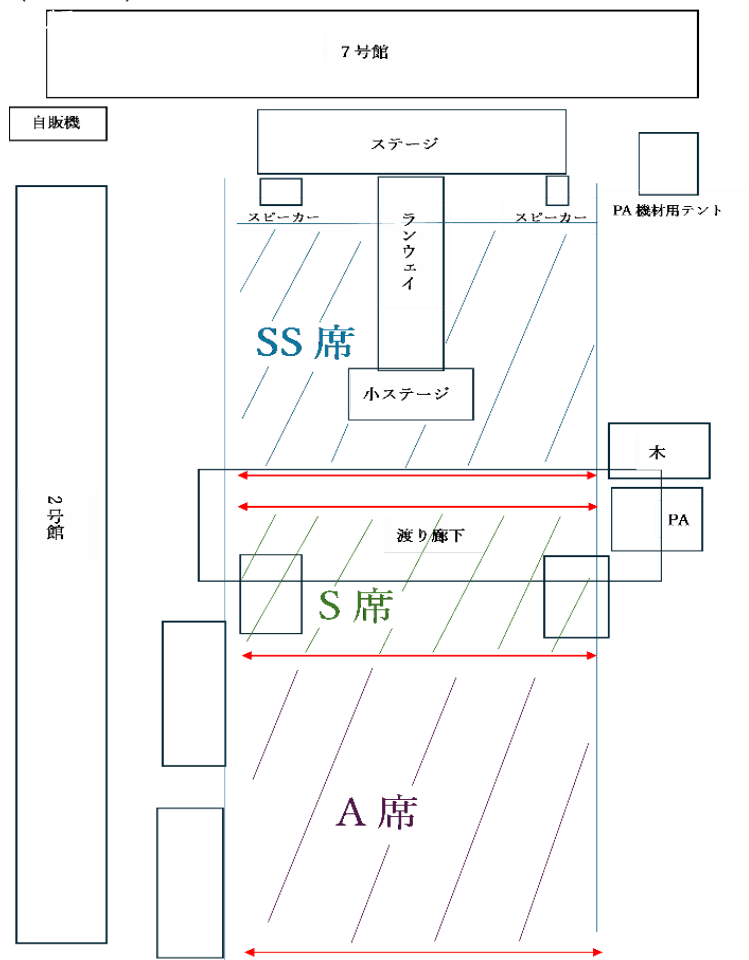 7号館
自販機
ステージ
スピーカー
スピーカー
PA機材用テント
ランウェイ
SS席
小ステージ
木
2号館
渡り廊下
PA
S席
A席